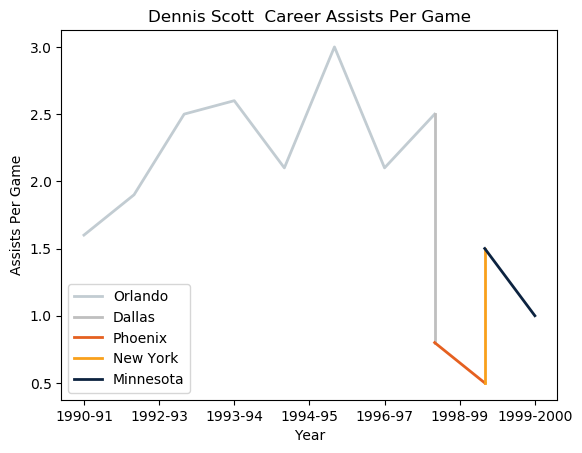 Dennis Scott  Career Assists Per Game
3.0
2.5
2.0
1.5
1.0
0.5
Assists Per Game
Orlando
Dallas
Phoenix
New York
Minnesota
1990-91 1992-93 1993-94 1994-95 1996-97 1998-99 1999-2000
Year